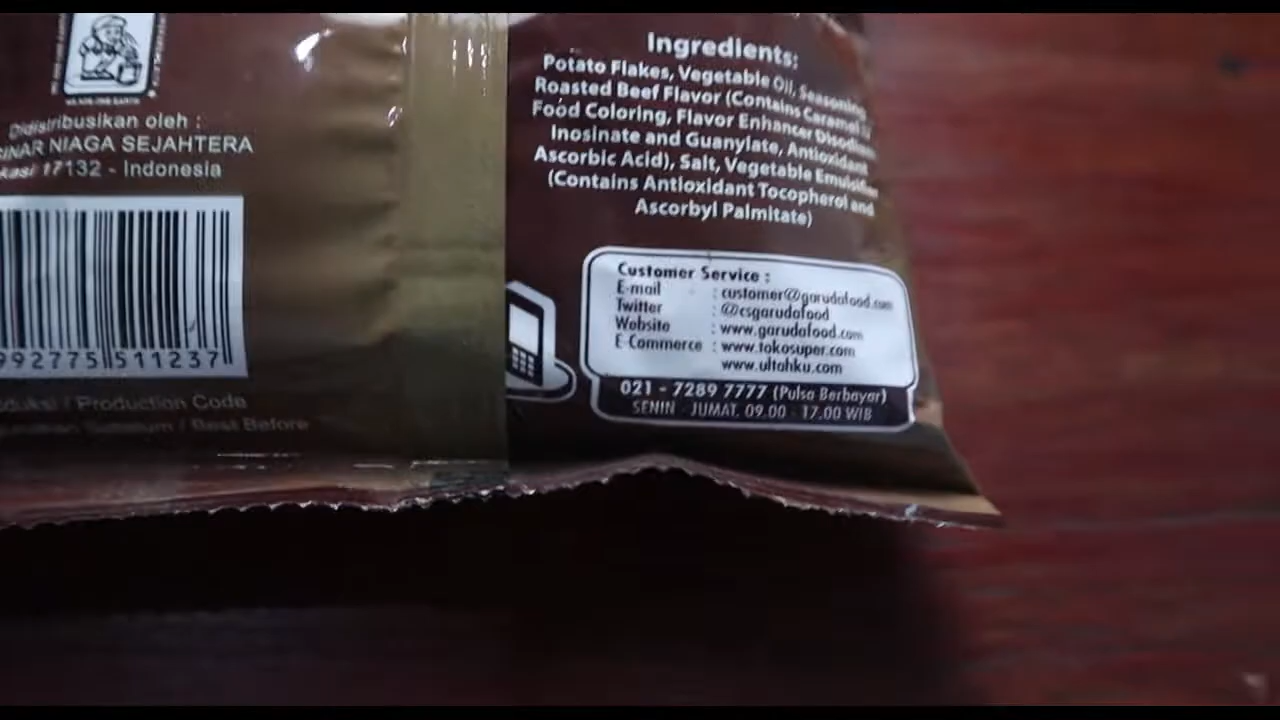 Didistribusikan oleh :
SINAR NIAGA SEJAHTERA
kasi 17132 - Indonesia
992775 511237
Production Code
/ Best Before
Ingredients:
Potato Flakes, Vegetable Oil, Seasoning
Roasted Beef Flavor (Contains Caramel
Food Coloring, Flavor Enhancer Disodium
Inosinate and Guanylate, Antioxidant
Ascorbic Acid), Salt, Vegetable Emulsifier
(Contains Antioxidant Tocopherol and
Ascorbyl Palmitate)
Customer Service :
E-mail : customer@garudafood.com
Twitter : @csgarudafood
Website : www.garudafood.com
E-Commerce : www.tokosuper.com
www.ultahku.com
021 - 7289 7777 (Pulsa Berbayar)
SENIN - JUMAT. 09.00 - 17.00 WIB